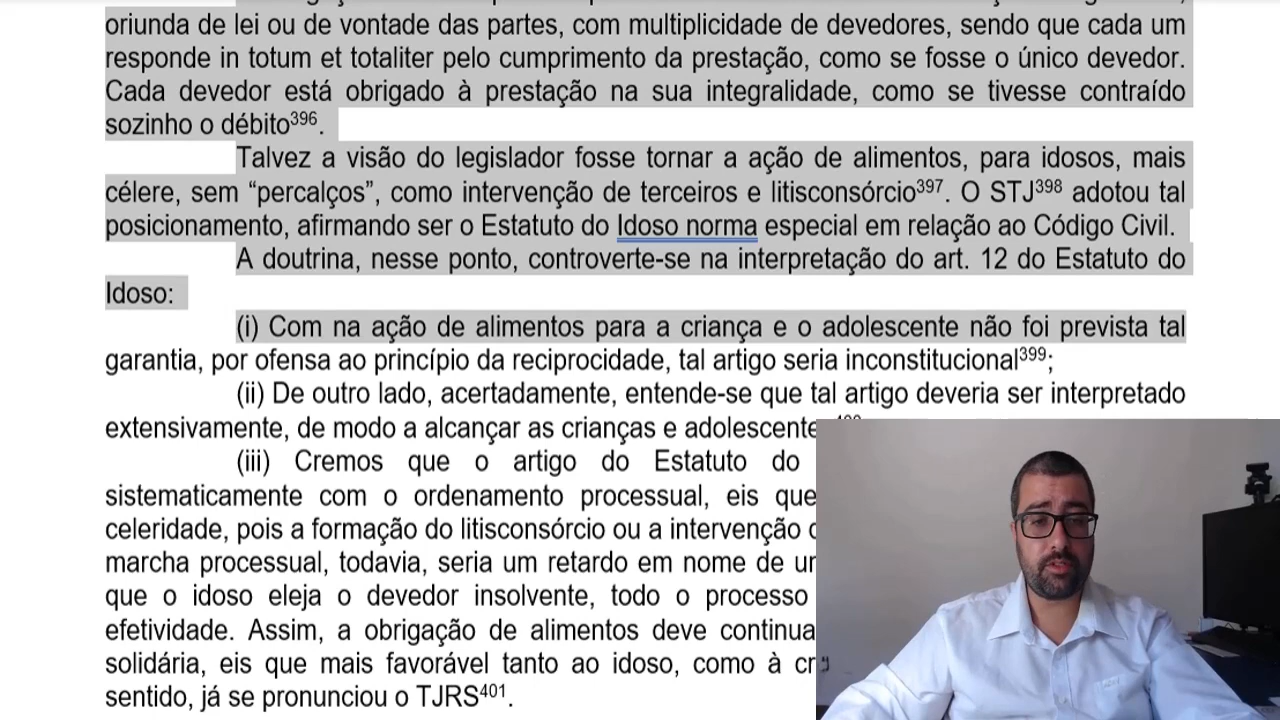 oriunda de lei ou de vontade das partes, com multiplicidade de devedores, sendo que cada um
responde in totum et totaliter pelo cumprimento da prestação, como se fosse o único devedor.
Cada devedor está obrigado à prestação na sua integralidade, como se tivesse contraído
sozinho o débito³⁹⁶.
Talvez a visão do legislador fosse tornar a ação de alimentos, para idosos, mais
célere, sem “percalços”, como intervenção de terceiros e litisconsórcio³⁹⁷. O STJ³⁹⁸ adotou tal
posicionamento, afirmando ser o Estatuto do Idoso norma especial em relação ao Código Civil.
A doutrina, nesse ponto, controverte-se na interpretação do art. 12 do Estatuto do
Idoso:
(i) Com na ação de alimentos para a criança e o adolescente não foi prevista tal
garantia, por ofensa ao princípio da reciprocidade, tal artigo seria inconstitucional³⁹⁹;
(ii) De outro lado, acertadamente, entende-se que tal artigo deveria ser interpretado
extensivamente, de modo a alcançar as crianças e adolescente
(iii) Cremos que o artigo do Estatuto do
sistematicamente com o ordenamento processual, eis que
celeridade, pois a formação do litisconsórcio ou a intervenção
marcha processual, todavia, seria um retardo em nome de
que o idoso eleja o devedor insolvente, todo o processo
efetividade. Assim, a obrigação de alimentos deve continua
solidária, eis que mais favorável tanto ao idoso, como à
sentido, já se pronunciou o TJRS⁴⁰¹.